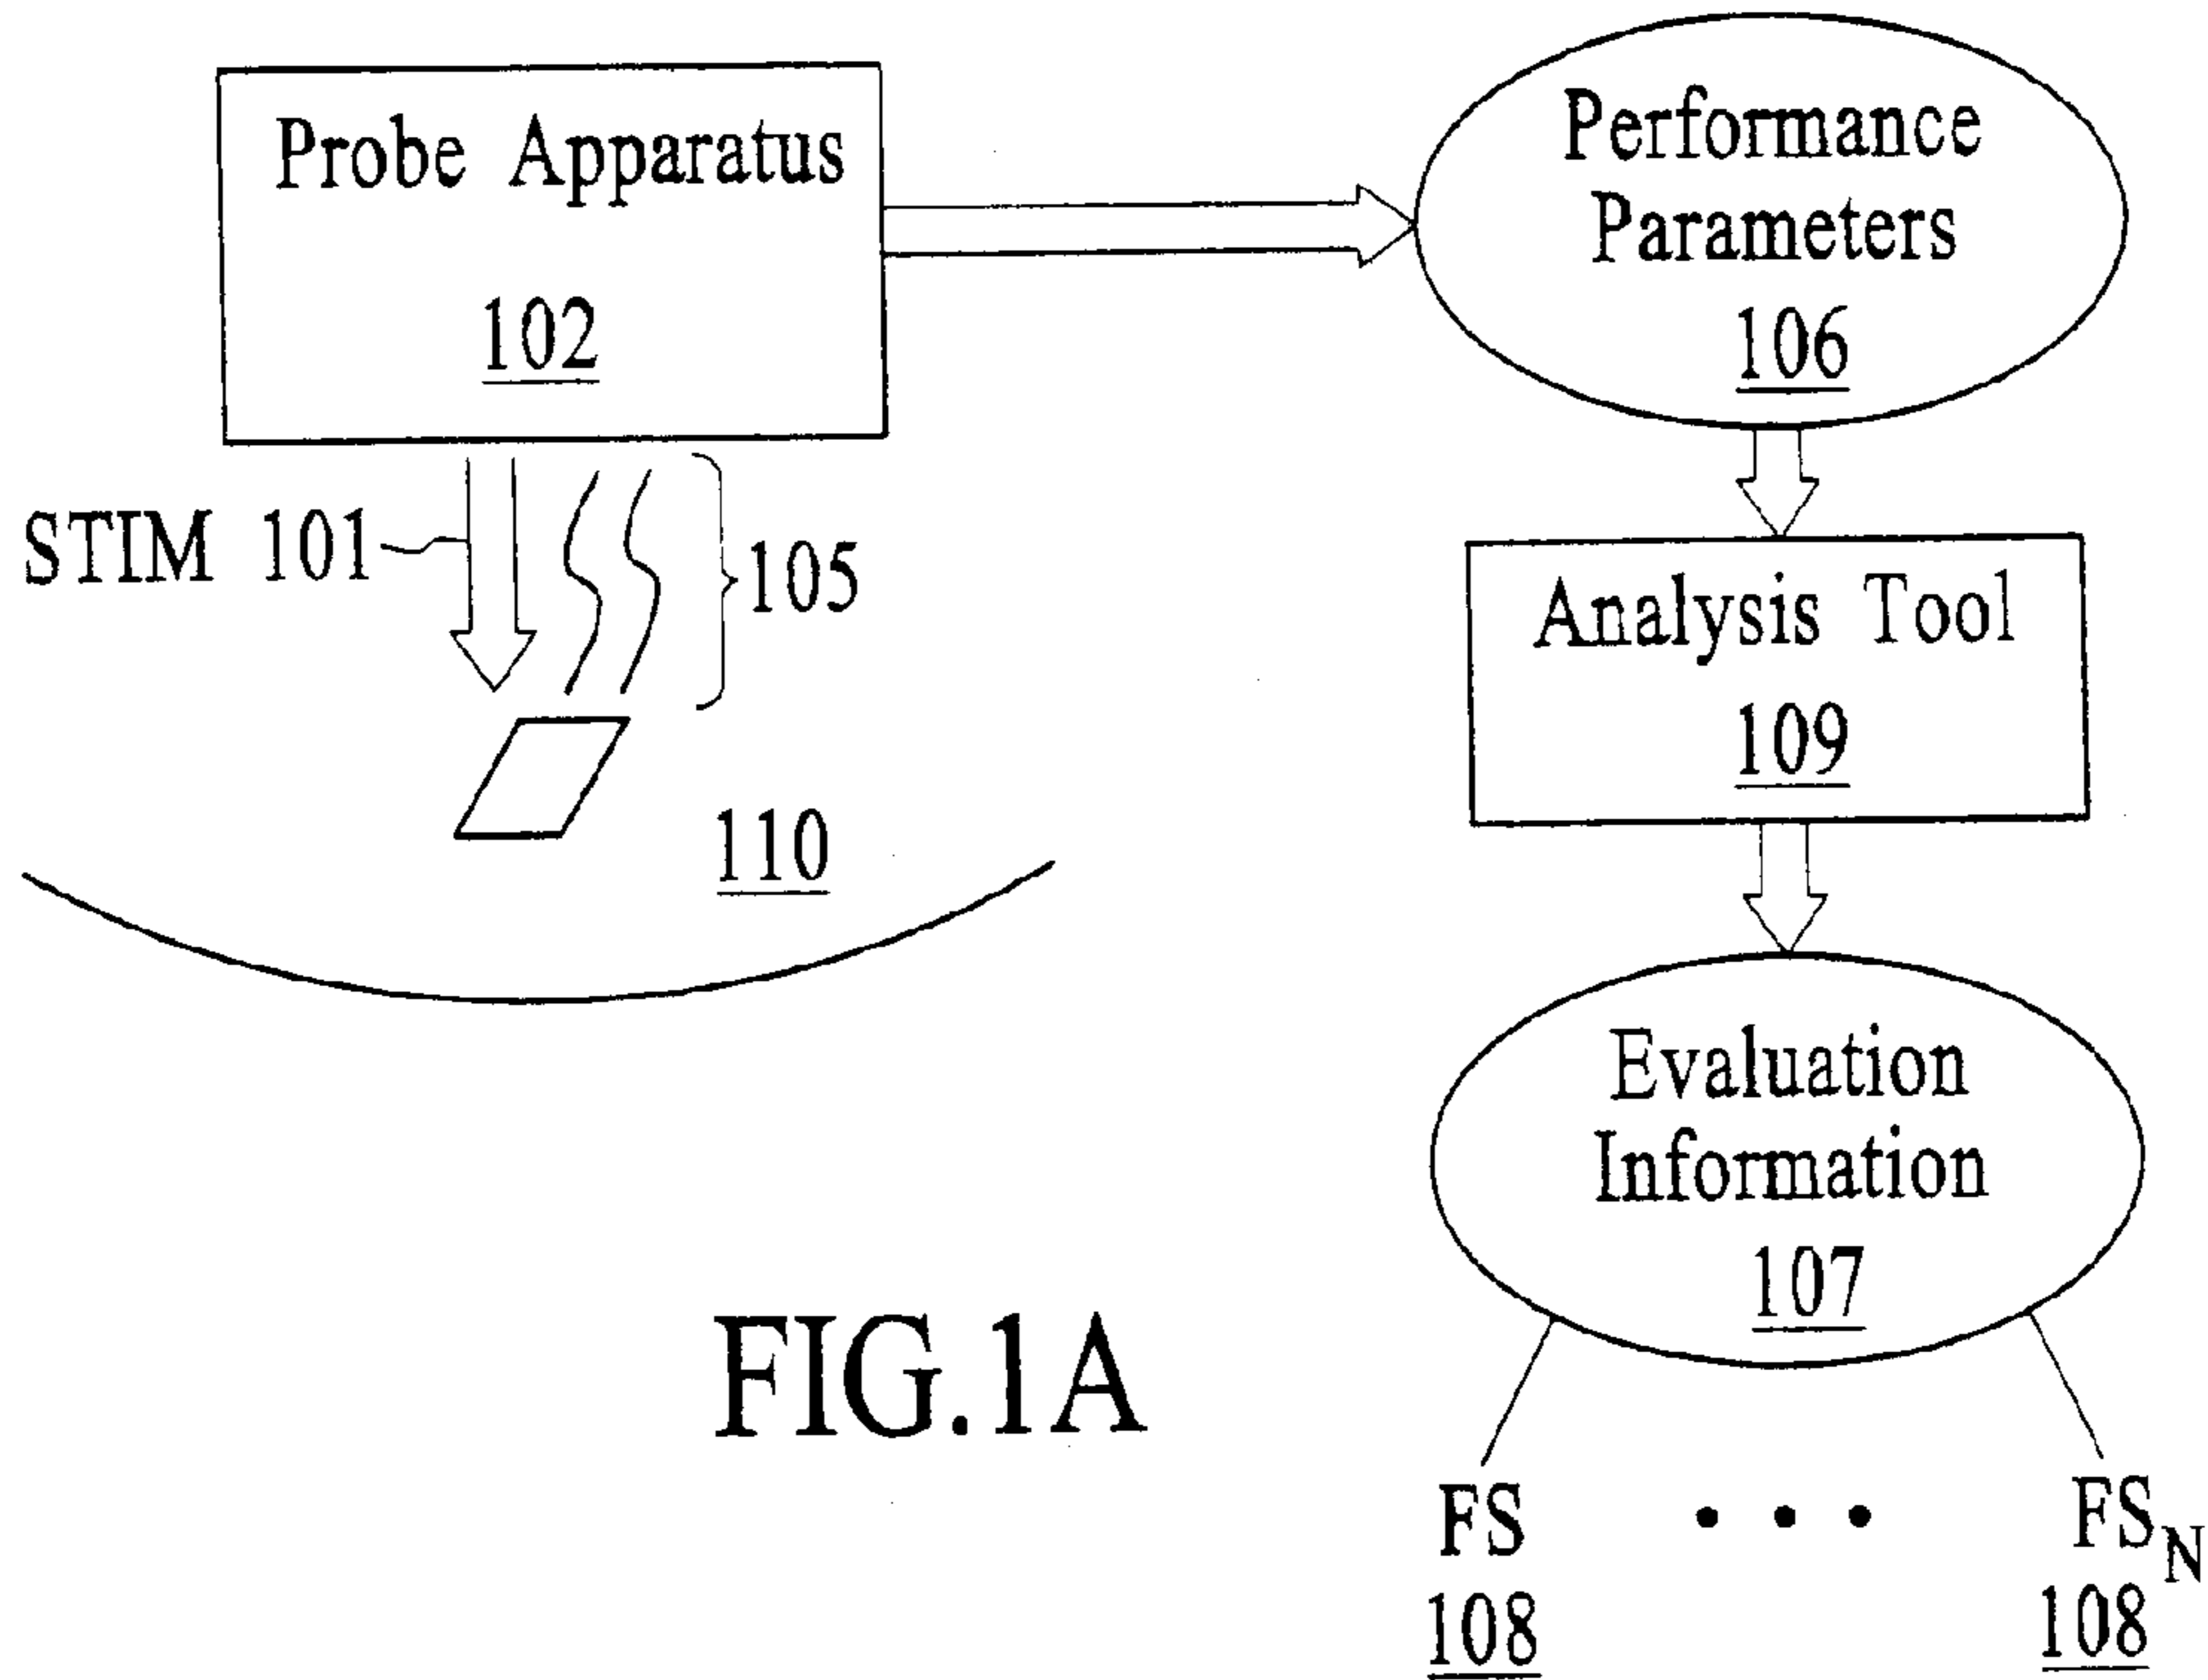 Probe Apparatus
102
Performance
Parameters
106
STIM 101
105
110
Analysis Tool
109
Evaluation
Information
107
FIG.1A
FS • • • FSN
108 108